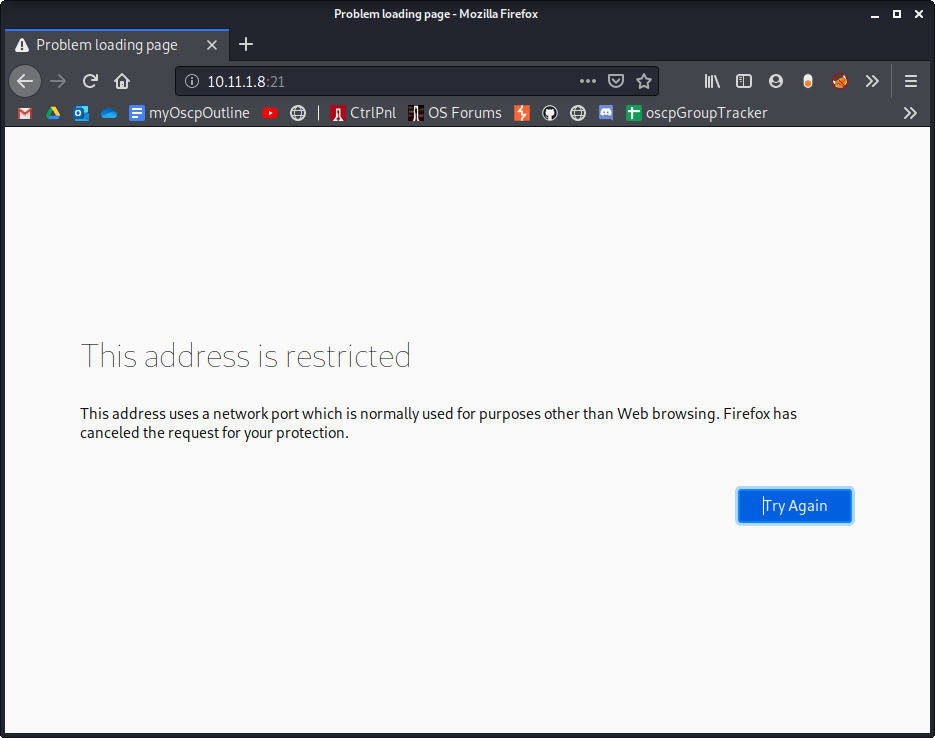 Problem loading page - Mozilla Firefox
Problem loading page
10.11.1.8:21
myOscpOutline CtrlPnl OS Forums oscpGroupTracker
This address is restricted
This address uses a network port which is normally used for purposes other than Web browsing. Firefox has
canceled the request for your protection.
Try Again